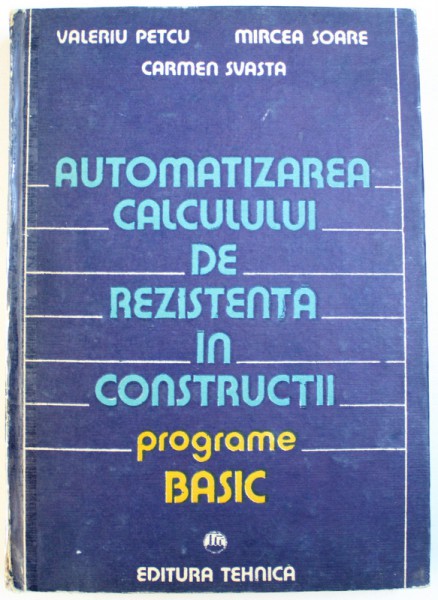 VALERIU PETCU MIRCEA SOARE
CARMEN SVASTA
AUTOMATIZAREA
CALCULULUI
DE
REZISTENTA
IN
CONSTRUCTII
programe
BASIC
EDITURA TEHNICA